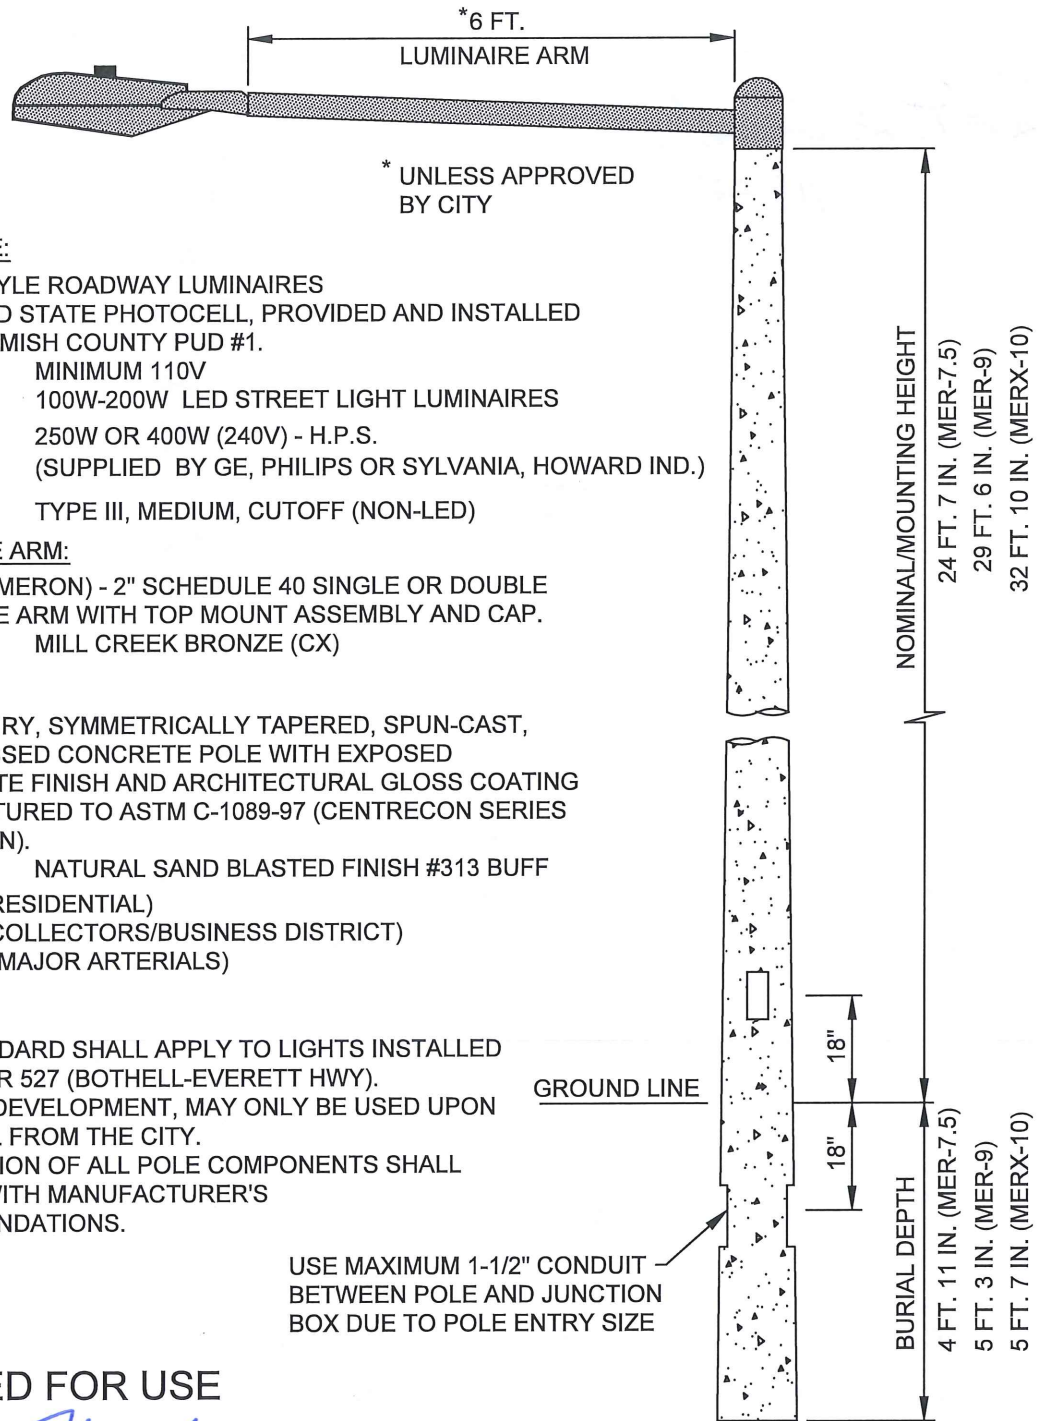 *6 FT.
LUMINAIRE ARM
* UNLESS APPROVED
BY CITY
E:
YLE ROADWAY LUMINAIRES
D STATE PHOTOCELL, PROVIDED AND INSTALLED
MISH COUNTY PUD #1.
MINIMUM 110V
100W-200W LED STREET LIGHT LUMINAIRES
250W OR 400W (240V) - H.P.S.
(SUPPLIED BY GE, PHILIPS OR SYLVANIA, HOWARD IND.)
TYPE III, MEDIUM, CUTOFF (NON-LED)
E ARM:
MERON) - 2" SCHEDULE 40 SINGLE OR DOUBLE
E ARM WITH TOP MOUNT ASSEMBLY AND CAP.
MILL CREEK BRONZE (CX)
RY, SYMMETRICALLY TAPERED, SPUN-CAST,
SSED CONCRETE POLE WITH EXPOSED
TE FINISH AND ARCHITECTURAL GLOSS COATING
TURED TO ASTM C-1089-97 (CENTRECON SERIES
N).
NATURAL SAND BLASTED FINISH #313 BUFF
RESIDENTIAL)
COLLECTORS/BUSINESS DISTRICT)
MAJOR ARTERIALS)
DARD SHALL APPLY TO LIGHTS INSTALLED
R 527 (BOTHELL-EVERETT HWY).
DEVELOPMENT, MAY ONLY BE USED UPON
FROM THE CITY.
ION OF ALL POLE COMPONENTS SHALL
WITH MANUFACTURER'S
NDATIONS.
NOMINAL/MOUNTING HEIGHT
24 FT. 7 IN. (MER-7.5)
29 FT. 6 IN. (MER-9)
32 FT. 10 IN. (MERX-10)
18"
GROUND LINE
18"
BURIAL DEPTH
4 FT. 11 IN. (MER-7.5)
5 FT. 3 IN. (MER-9)
5 FT. 7 IN. (MERX-10)
USE MAXIMUM 1-1/2" CONDUIT
BETWEEN POLE AND JUNCTION
BOX DUE TO POLE ENTRY SIZE
ED FOR USE